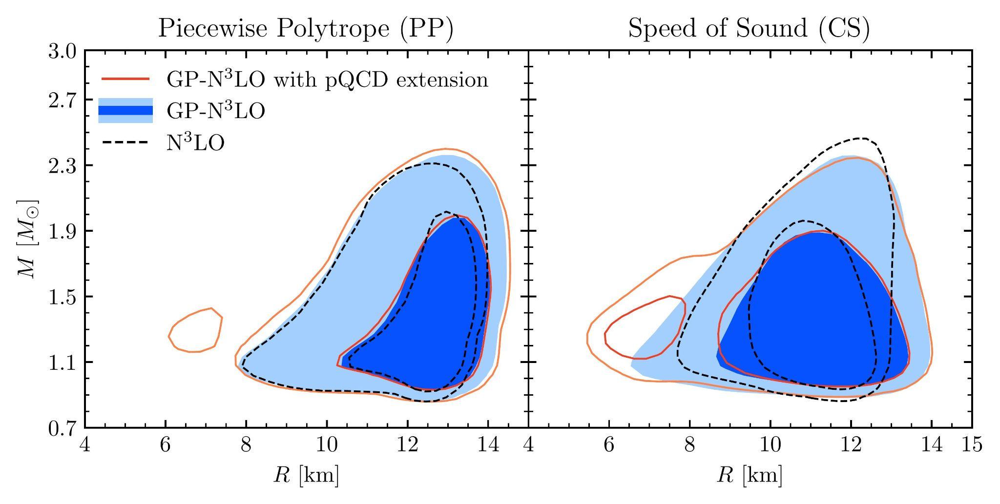 Piecewise Polytrope (PP)
Speed of Sound (CS)
GP-N³LO with pQCD extension
GP-N³LO
N³LO
3.0
2.7
2.3
1.9
1.5
1.1
0.7
M [M⊙]
4 6 8 10 12 14 4 6 8 10 12 14 15
R [km]
R [km]